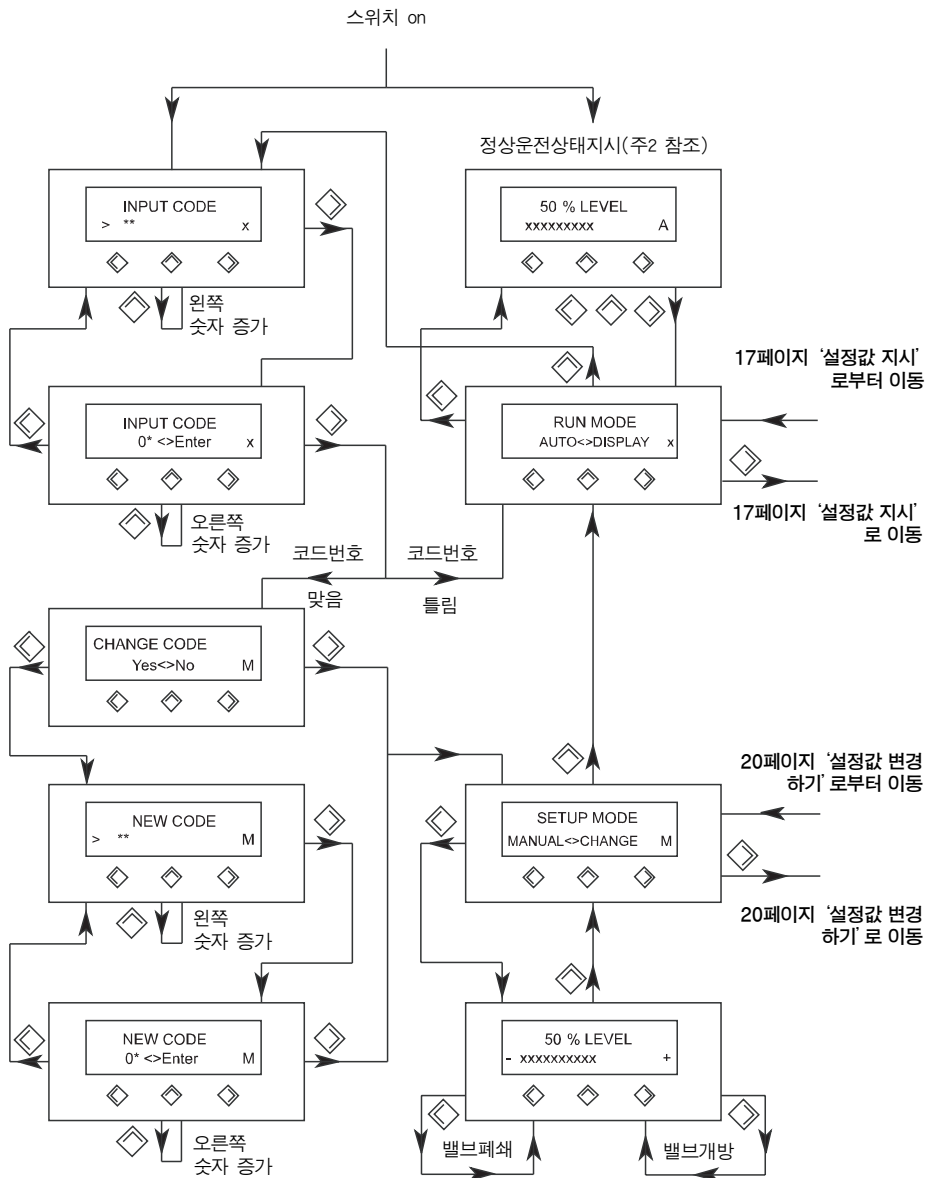 스위치 on
정상운전상태지시(주2 참조)
INPUT CODE
> ** x
왼쪽
숫자 증가
50 % LEVEL
xxxxxxxxx A
INPUT CODE
0* <>Enter x
오른쪽
숫자 증가
RUN MODE
AUTO<>DISPLAY x
17페이지 '설정값 지시'
로부터 이동
17페이지 '설정값 지시'
로 이동
코드번호
맞음
코드번호
틀림
CHANGE CODE
Yes<>No M
NEW CODE
> ** M
왼쪽
숫자 증가
SETUP MODE
MANUAL<>CHANGE M
20페이지 '설정값 변경
하기'로부터 이동
20페이지 '설정값 변경
하기'로 이동
NEW CODE
0* <>Enter M
오른쪽
숫자 증가
50 % LEVEL
- xxxxxxxxxx +
밸브폐쇄
밸브개방